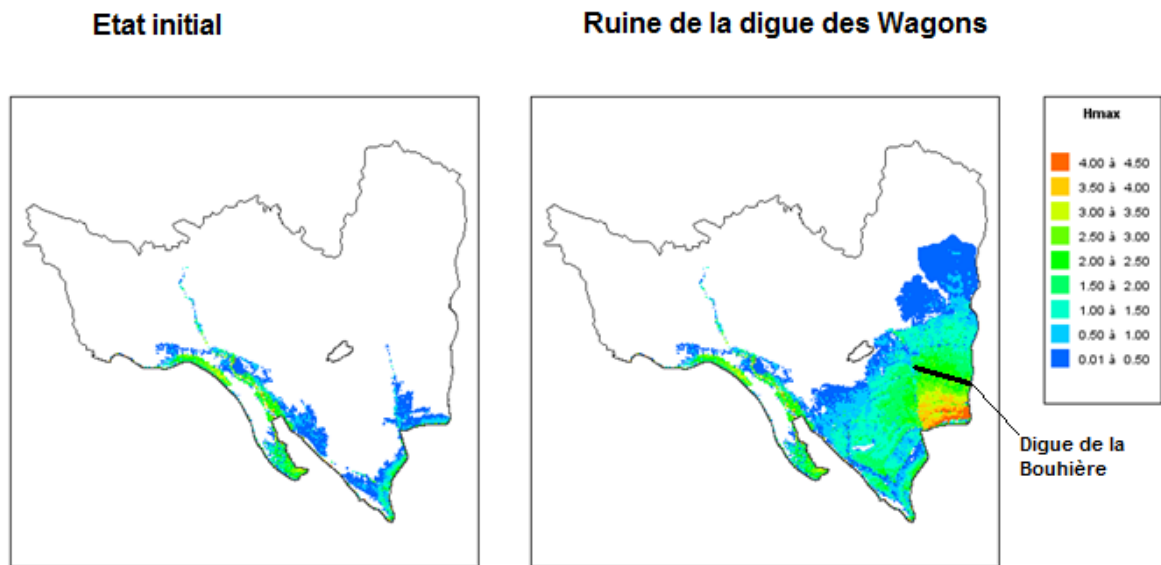 Etat initial
Ruine de la digue des Wagons
Hmax
4.00 à 4.50
3.50 à 4.00
3.00 à 3.50
2.50 à 3.00
2.00 à 2.50
1.50 à 2.00
1.00 à 1.50
0.50 à 1.00
0.01 à 0.50
Digue de la
Bouhière